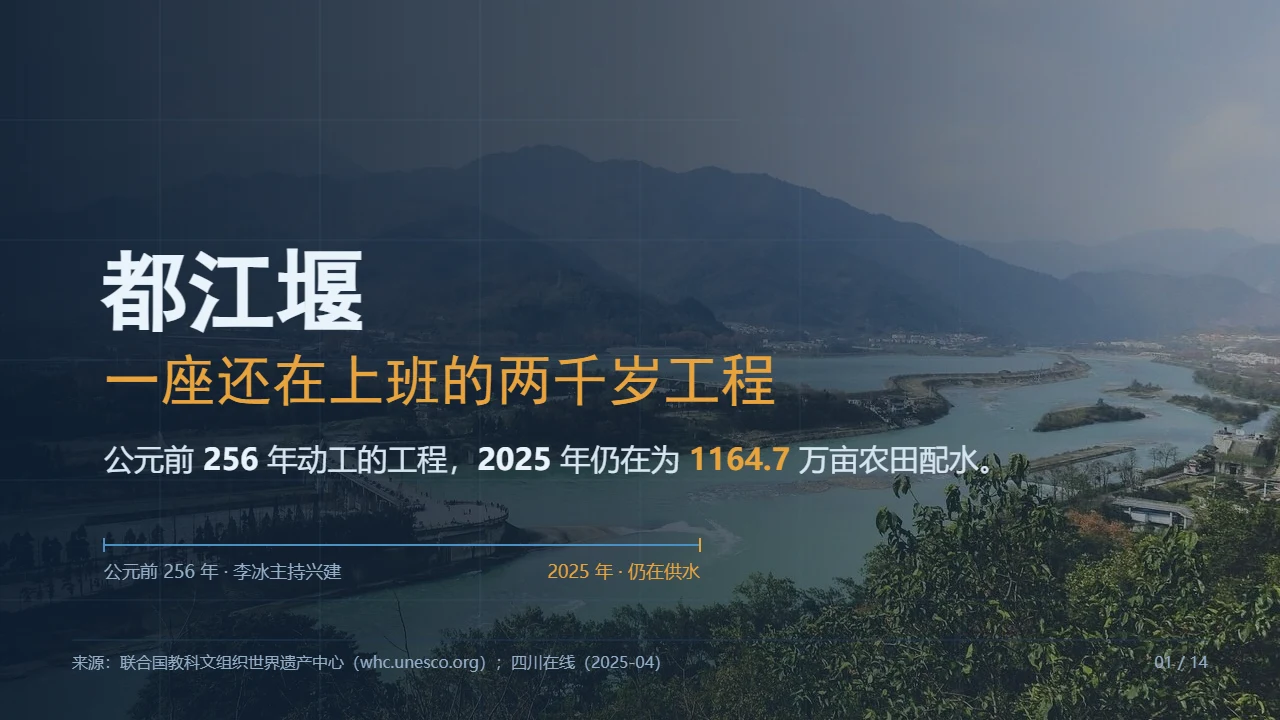 都江堰
一座还在上班的两千岁工程
公元前 256 年动工的工程，2025 年仍在为 1164.7 万亩农田配水。
公元前 256 年 · 李冰主持兴建
2025 年 · 仍在供水
来源：联合国教科文组织世界遗产中心（whc.unesco.org）；四川在线（2025-04）
01 / 14